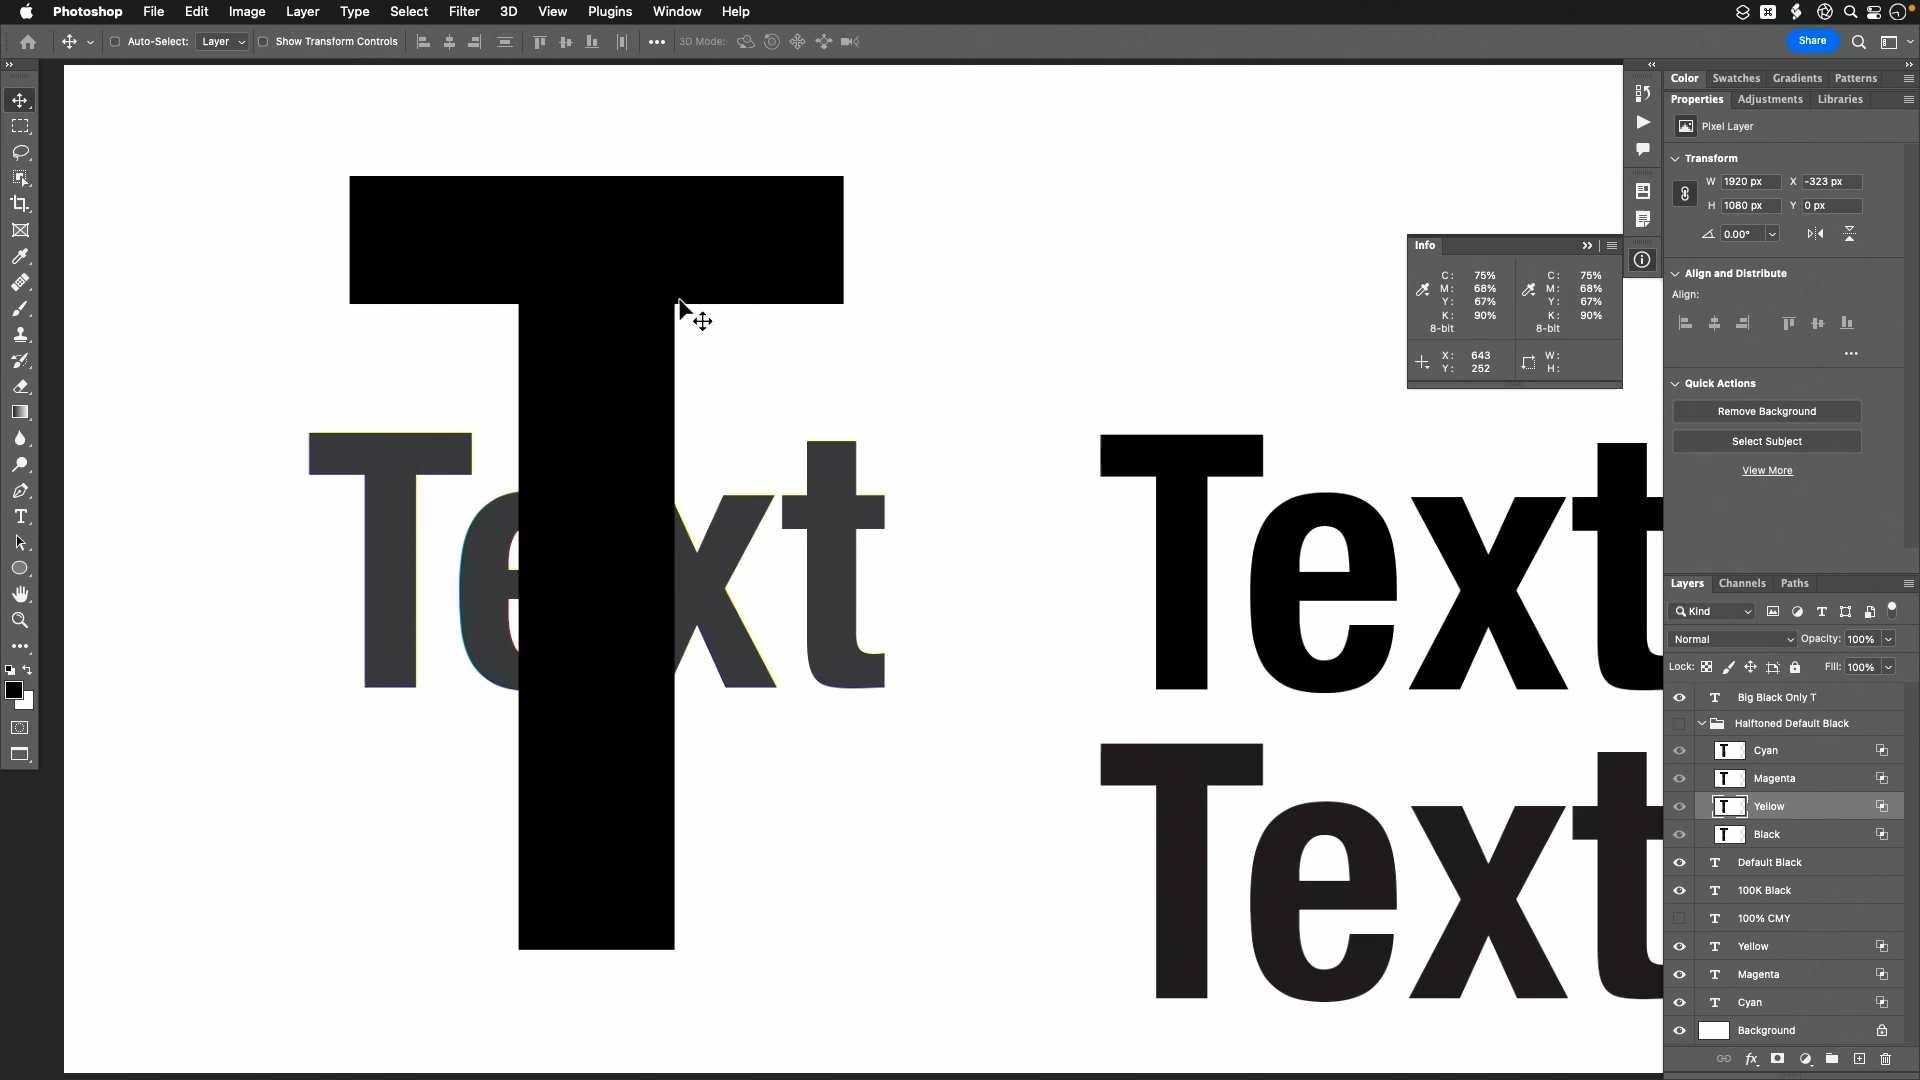 Photoshop File Edit Image Layer Type Select Filter 3D View Plugins Window Help
Auto-Select: Layer Show Transform Controls 3D Mode: Share
Color Swatches Gradients Patterns
Properties Adjustments Libraries
Pixel Layer
Transform
W 1920 px X -323 px
H 1080 px Y 0 px
0.00°
Align and Distribute
Align:
Quick Actions
Remove Background
Select Subject
View More
Info
C: 75% C: 75%
M: 68% M: 68%
Y: 67% Y: 67%
K: 90% K: 90%
8-bit 8-bit
X: 643 W:
Y: 252 H:
T
Text
Text
Text
Layers Channels Paths
Kind
Normal Opacity: 100%
Lock: Fill: 100%
Big Black Only T
Halftoned Default Black
Cyan
Magenta
Yellow
Black
Default Black
100K Black
100% CMY
Yellow
Magenta
Cyan
Background